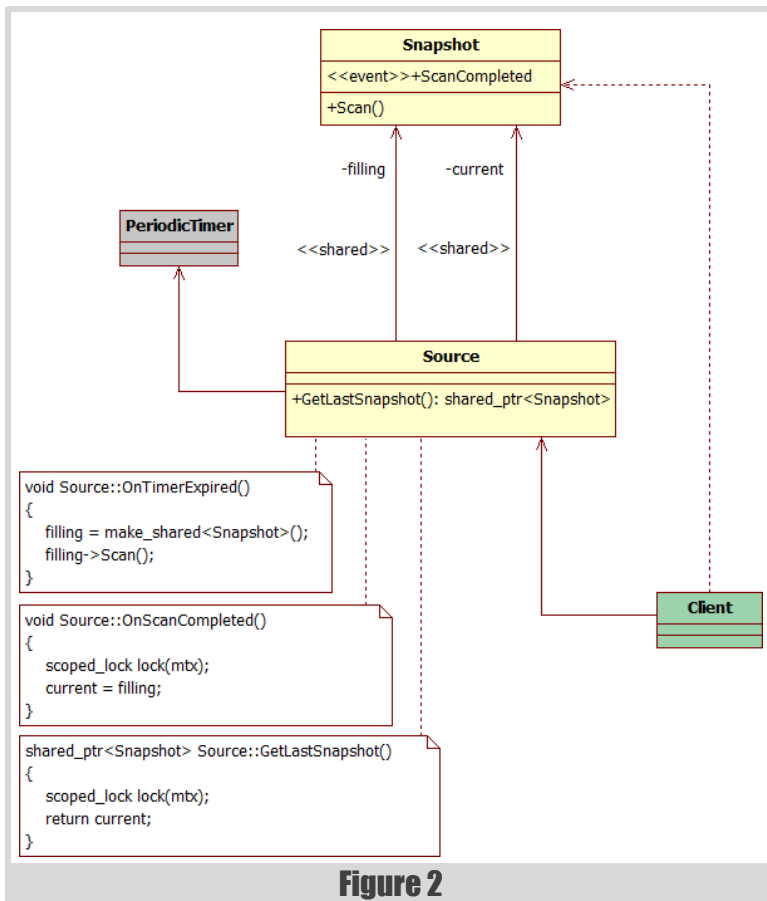 Snapshot
<<event>>+ScanCompleted
+Scan()
-filling
-current
PeriodicTimer
<<shared>>
<<shared>>
Source
+GetLastSnapshot(): shared_ptr<Snapshot>
void Source::OnTimerExpired()
{
filling = make_shared<Snapshot>();
filling->Scan();
}
Client
void Source::OnScanCompleted()
{
scoped_lock lock(mtx);
current = filling;
}
shared_ptr<Snapshot> Source::GetLastSnapshot()
{
scoped_lock lock(mtx);
return current;
}
Figure 2